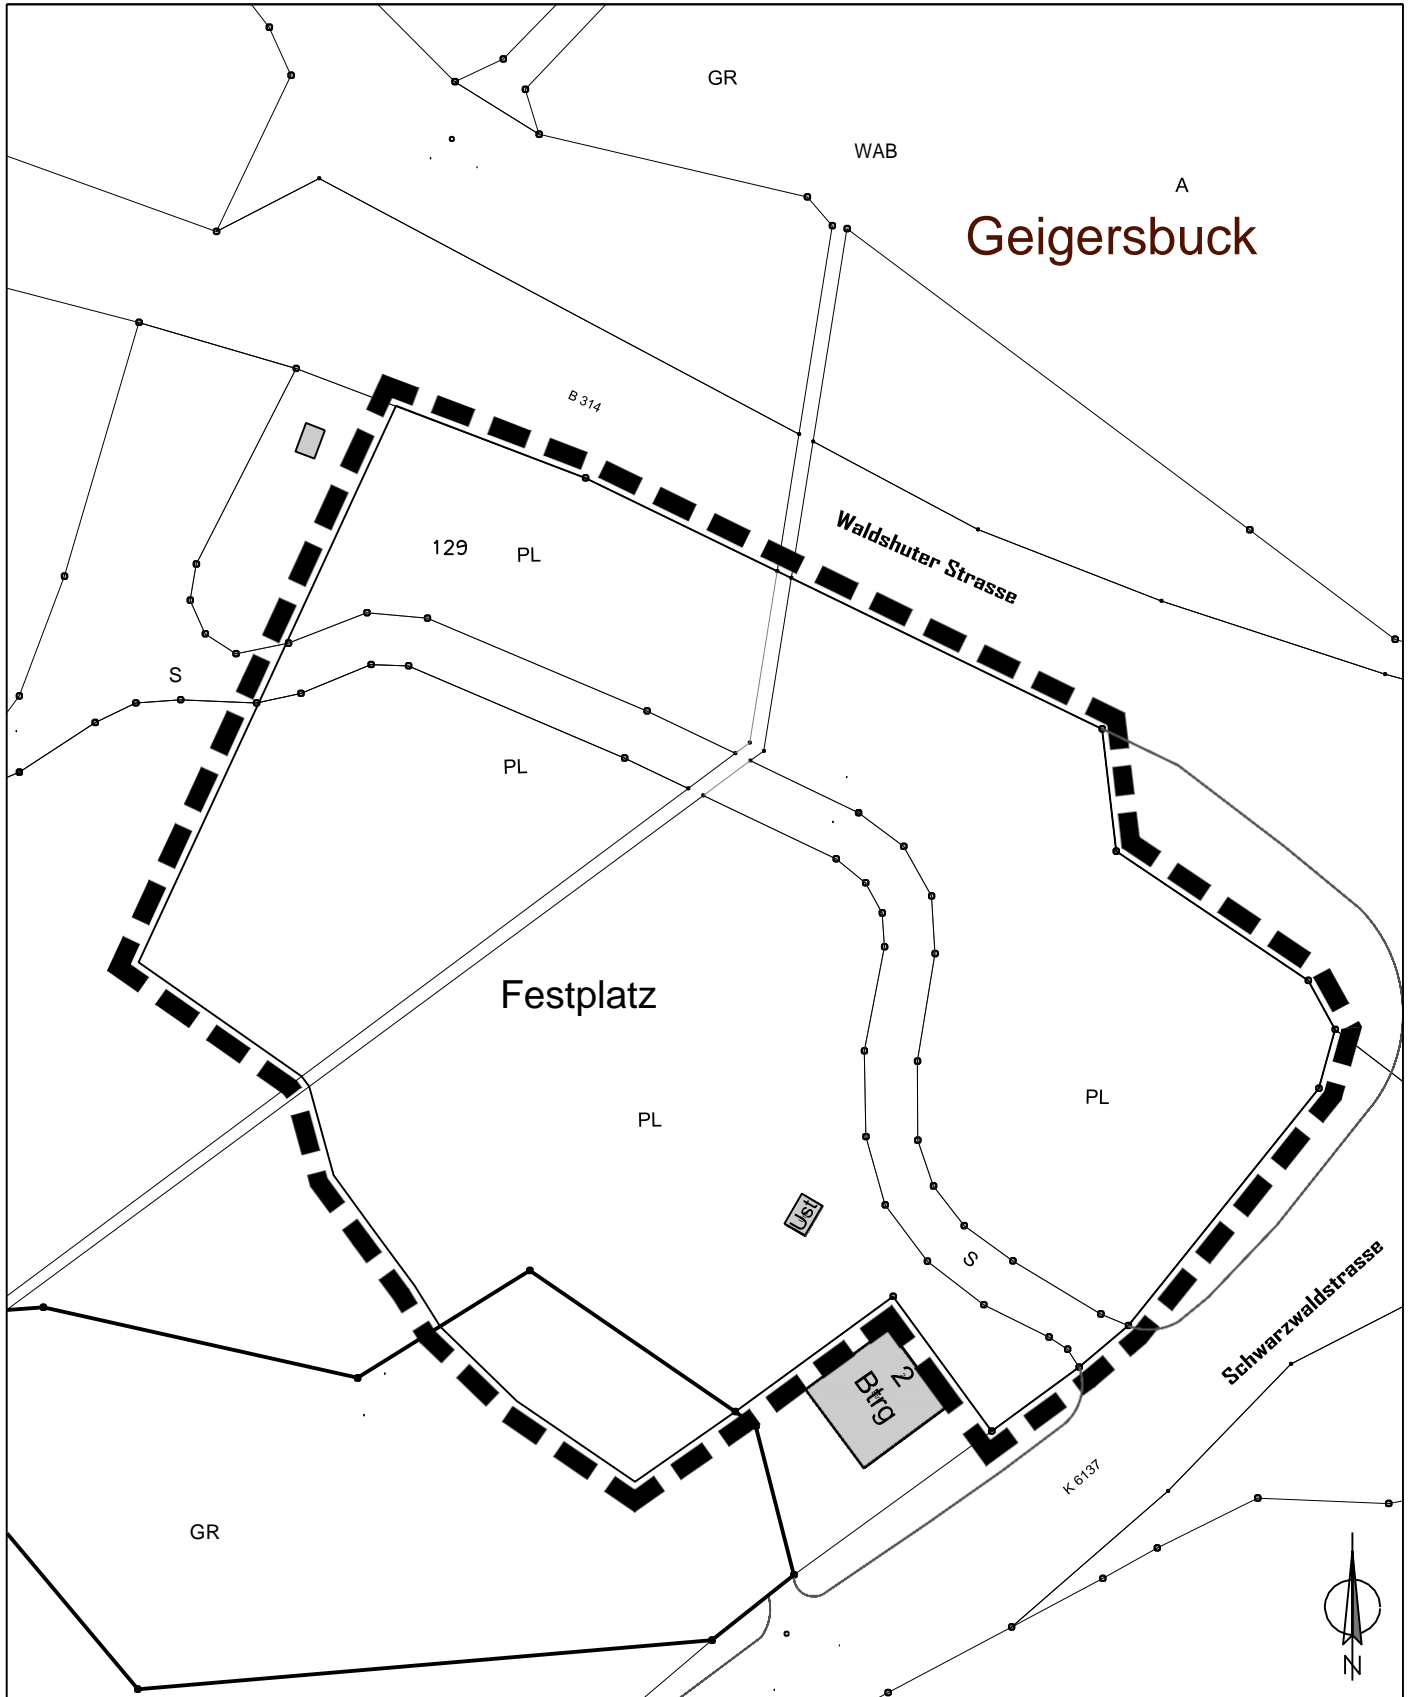 GR
WAB
A
Geigersbuck
B 314
Waldshuter Strasse
129
PL
S
PL
Festplatz
PL
PL
Ust
S
Schwarzwaldstrasse
2
Btrg
K 6137
GR
N